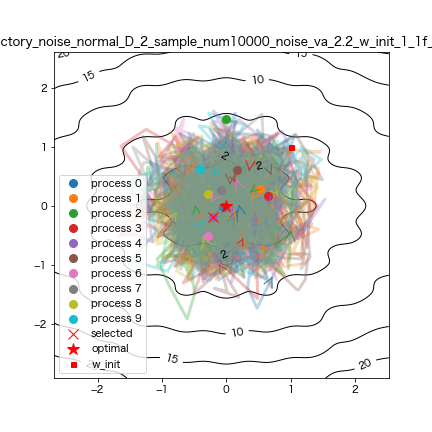 ctory_noise_normal_D_2_sample_num10000_noise_va_2.2_w_init_1_1f_
20
15
15
10
2
2
2
10
15
20
2
1
0
−1
−2
−2
−1
0
1
2
process 0
process 1
process 2
process 3
process 4
process 5
process 6
process 7
process 8
process 9
selected
optimal
w_init